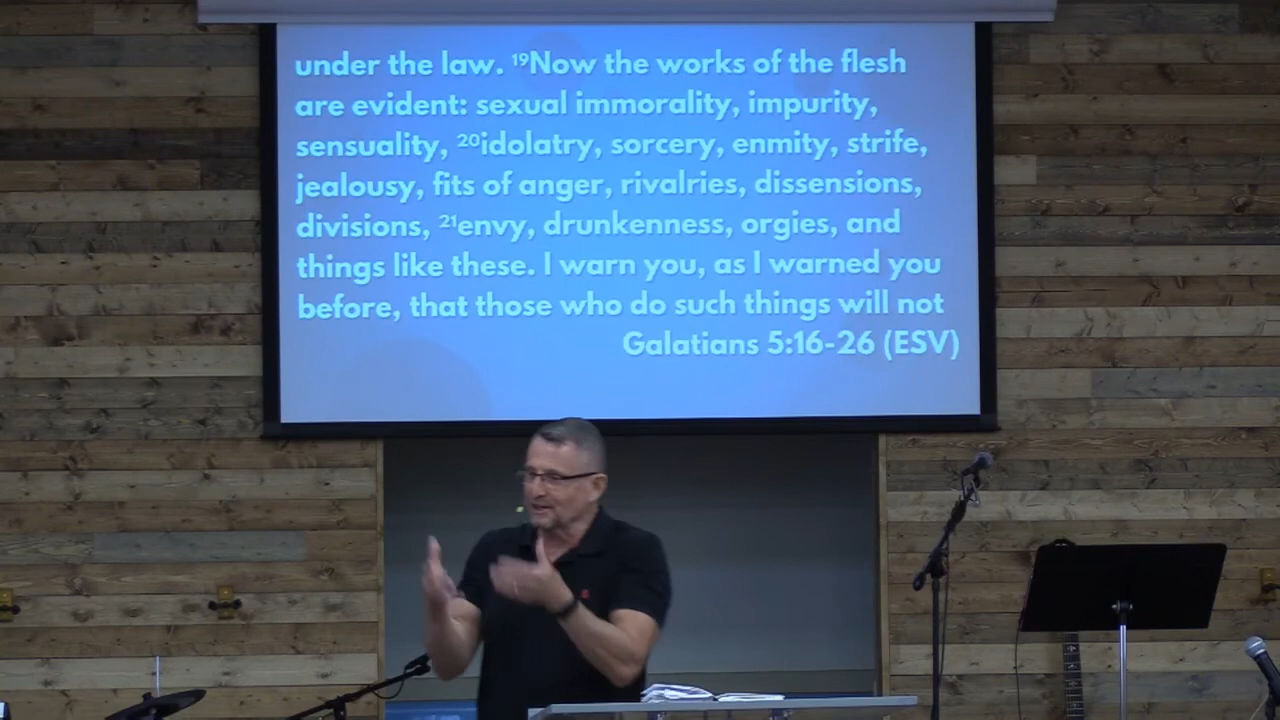 under the law. ¹⁹Now the works of the flesh
are evident: sexual immorality, impurity,
sensuality, ²⁰idolatry, sorcery, enmity, strife,
jealousy, fits of anger, rivalries, dissensions,
divisions, ²¹envy, drunkenness, orgies, and
things like these. I warn you, as I warned you
before, that those who do such things will not
Galatians 5:16-26 (ESV)